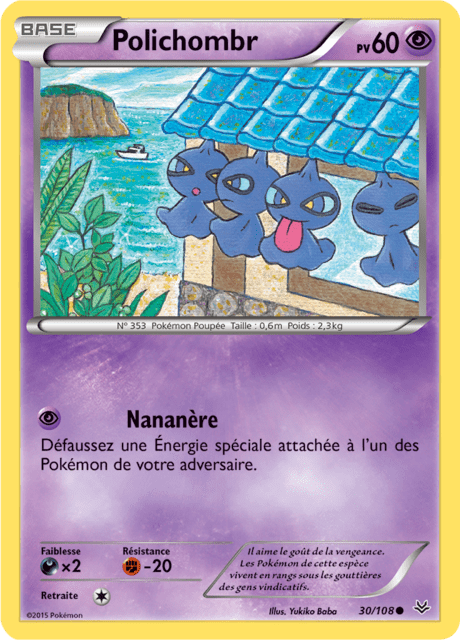 BASE
Polichombr
PV60
N° 353 Pokémon Poupée Taille : 0,6m Poids : 2,3kg
Nananère
Défaussez une Énergie spéciale attachée à l'un des
Pokémon de votre adversaire.
Faiblesse
×2
Résistance
-20
Retraite
Il aime le goût de la vengeance.
Les Pokémon de cette espèce
vivent en rangs sous les gouttières
des gens vindicatifs.
©2015 Pokémon
Illus. Yukiko Baba
30/108